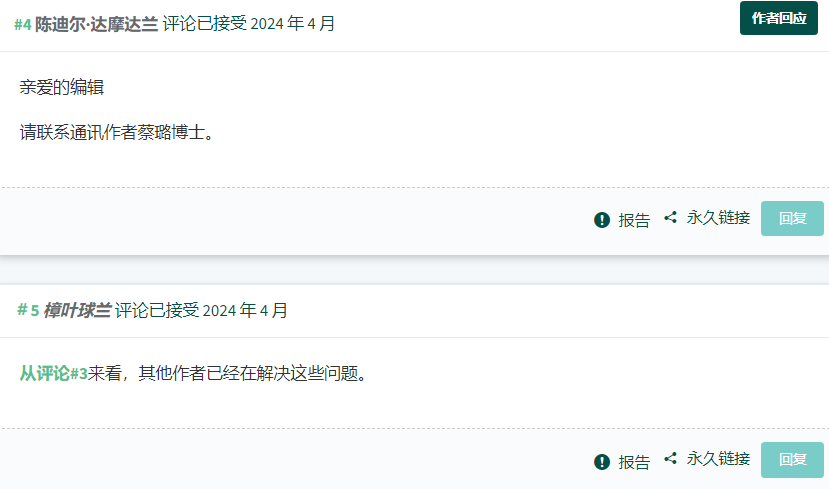 #4 陈迪尔·达摩达兰 评论已接受 2024 年 4 月
作者回应
亲爱的编辑
请联系通讯作者蔡璐博士。
报告 永久链接 回复
# 5 樟叶球兰 评论已接受 2024 年 4 月
从评论#3来看，其他作者已经在解决这些问题。
报告 永久链接 回复